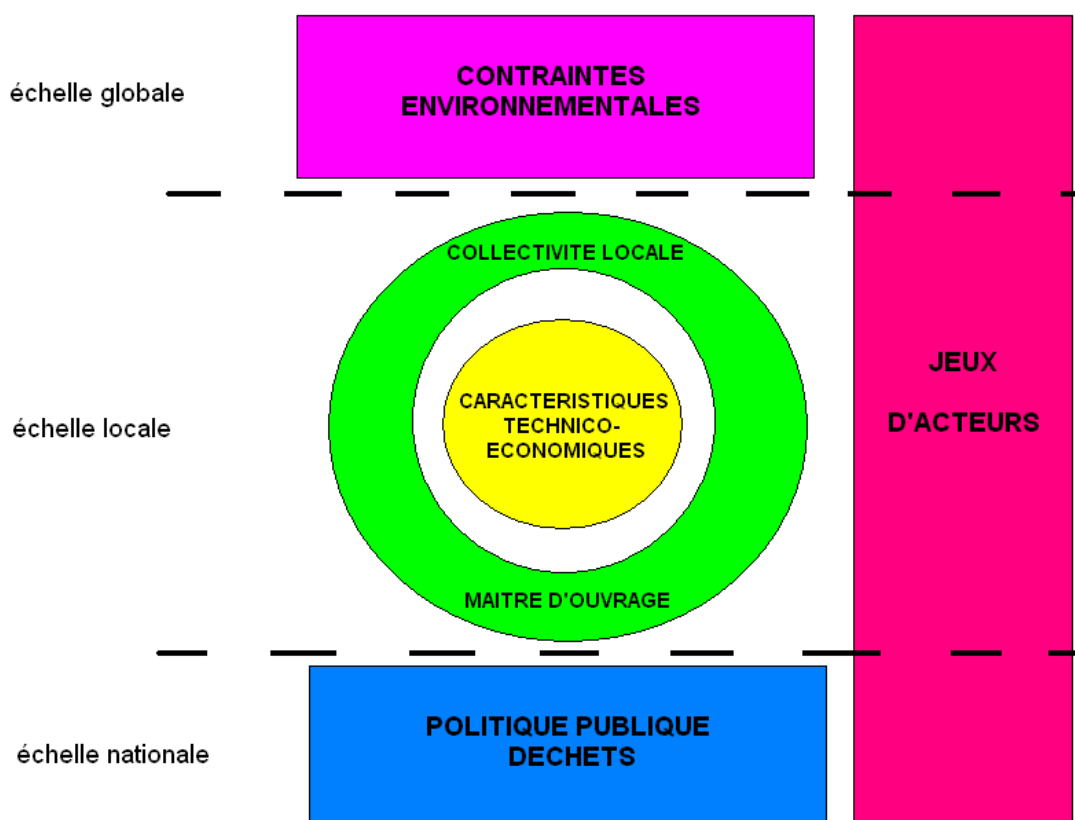 échelle globale
CONTRAINTES
ENVIRONNEMENTALES
COLLECTIVITE LOCALE
échelle locale
CARACTERISTIQUES
TECHNICO-
ECONOMIQUES
MAITRE D'OUVRAGE
JEUX
D'ACTEURS
échelle nationale
POLITIQUE PUBLIQUE
DECHETS